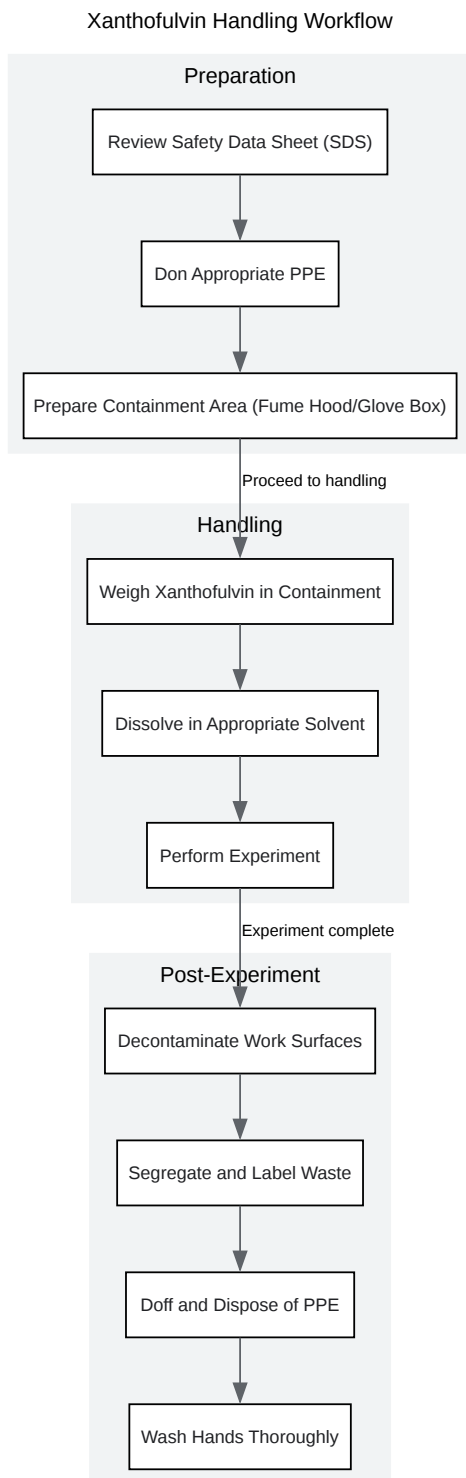 Xanthofulvin Handling Workflow
Preparation
Review Safety Data Sheet (SDS)
Don Appropriate PPE
Prepare Containment Area (Fume Hood/Glove Box)
Proceed to handling
Handling
Weigh Xanthofulvin in Containment
Dissolve in Appropriate Solvent
Perform Experiment
Experiment complete
Post-Experiment
Decontaminate Work Surfaces
Segregate and Label Waste
Doff and Dispose of PPE
Wash Hands Thoroughly